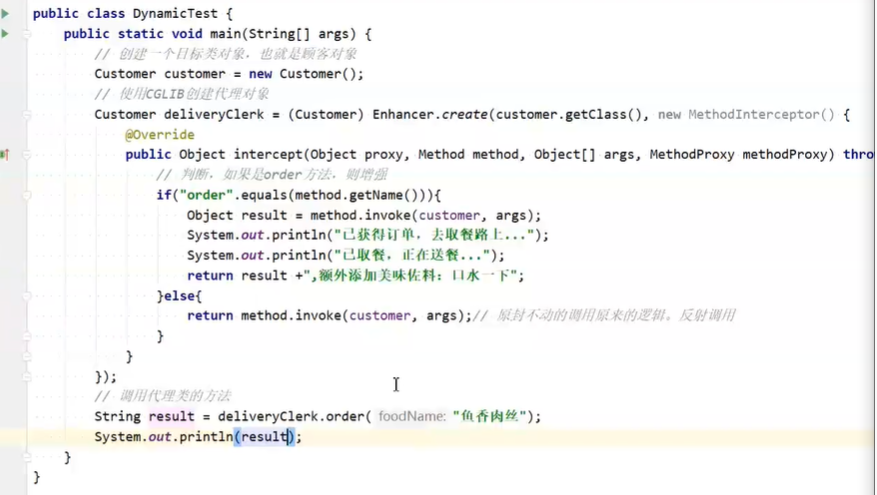 public class DynamicTest {
public static void main(String[] args) {
// 创建一个目标类对象，也就是顾客对象
Customer customer = new Customer();
// 使用CGLIB创建代理对象
Customer deliveryClerk = (Customer) Enhancer.create(customer.getClass(), new MethodInterceptor() {
@Override
public Object intercept(Object proxy, Method method, Object[] args, MethodProxy methodProxy) thro
// 判断，如果是order方法，则增强
if("order".equals(method.getName())){
Object result = method.invoke(customer, args);
System.out.println("已获得订单，去取餐路上...");
System.out.println("已取餐，正在送餐...");
return result +",额外添加美味佐料：口水一下";
}else{
return method.invoke(customer, args);// 原封不动的调用原来的逻辑。反射调用
}
}
});
// 调用代理类的方法
String result = deliveryClerk.order( foodName: "鱼香肉丝");
System.out.println(result);
}
}